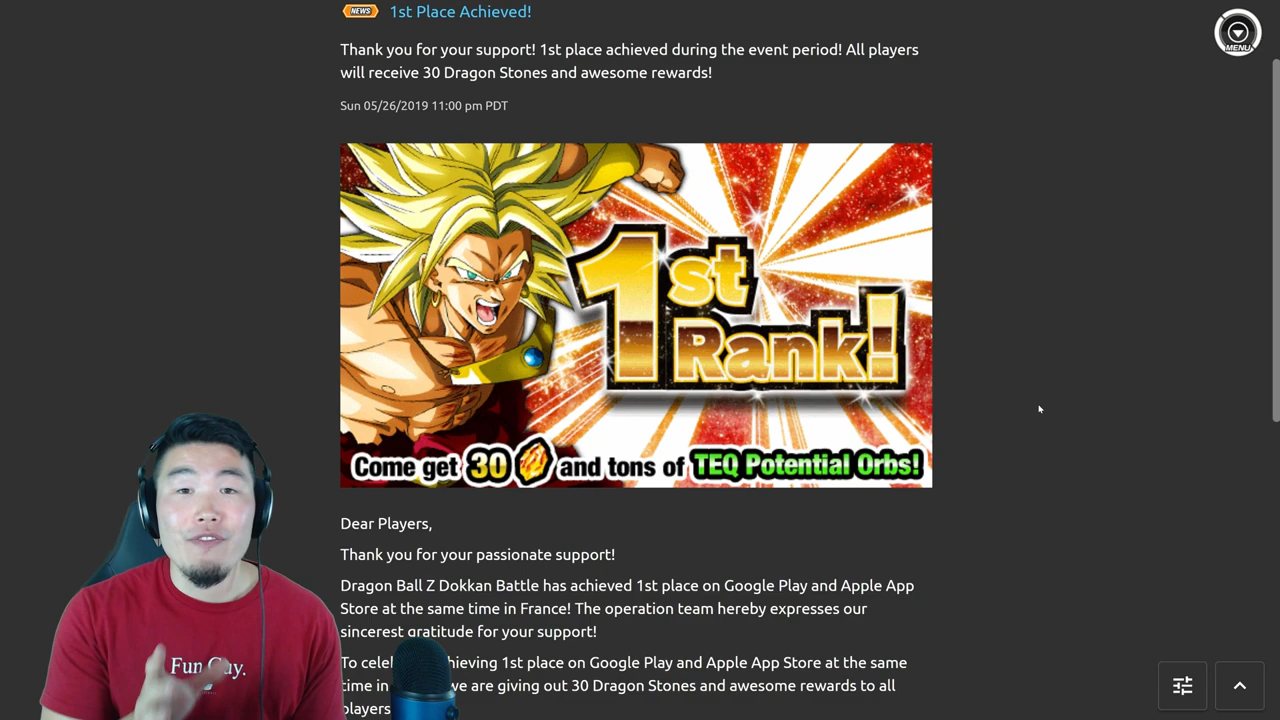 NEWS 1st Place Achieved!
MENU
Thank you for your support! 1st place achieved during the event period! All players
will receive 30 Dragon Stones and awesome rewards!
Sun 05/26/2019 11:00 pm PDT
1st
Rank!
Come get 30 and tons of TEQ Potential Orbs!
Dear Players,
Thank you for your passionate support!
Dragon Ball Z Dokkan Battle has achieved 1st place on Google Play and Apple App
Store at the same time in France! The operation team hereby expresses our
sincerest gratitude for your support!
To cele hieving 1st place on Google Play and Apple App Store at the same
time in we are giving out 30 Dragon Stones and awesome rewards to all
players
Fun Guy.